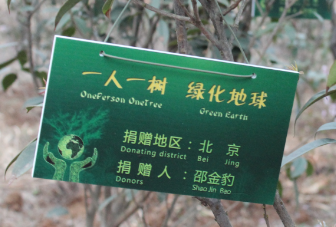 一人一树 绿化地球
OnePerson OneTree Green Earth
捐赠地区：北 京
Donating district Bei Jing
捐 赠 人：邵金豹
Donors Shao Jin Bao